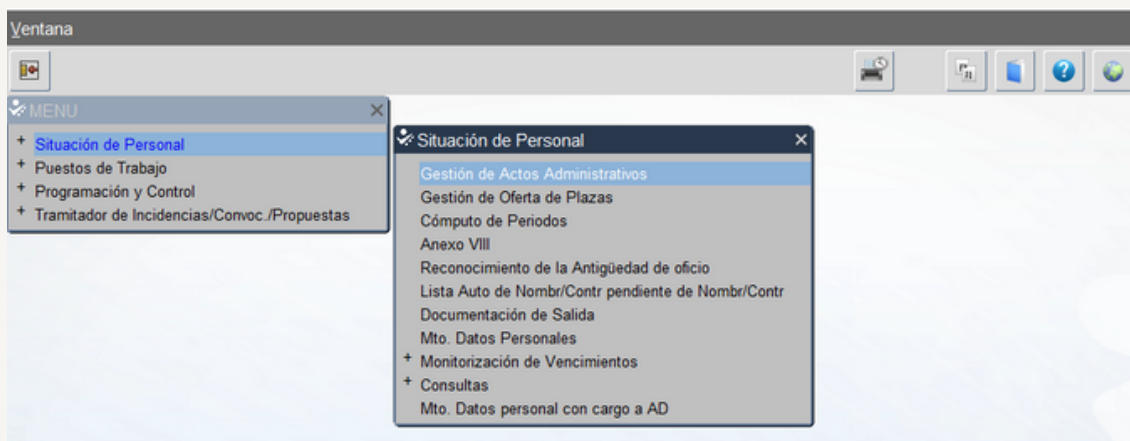 Ventana
MENU
+ Situación de Personal
+ Puestos de Trabajo
+ Programación y Control
+ Tramitador de Incidencias/Convoc./Propuestas
Situación de Personal
Gestión de Actos Administrativos
Gestión de Oferta de Plazas
Cómputo de Periodos
Anexo VIII
Reconocimiento de la Antigüedad de oficio
Lista Auto de Nombr/Contr pendiente de Nombr/Contr
Documentación de Salida
Mto. Datos Personales
+ Monitorización de Vencimientos
+ Consultas
Mto. Datos personal con cargo a AD